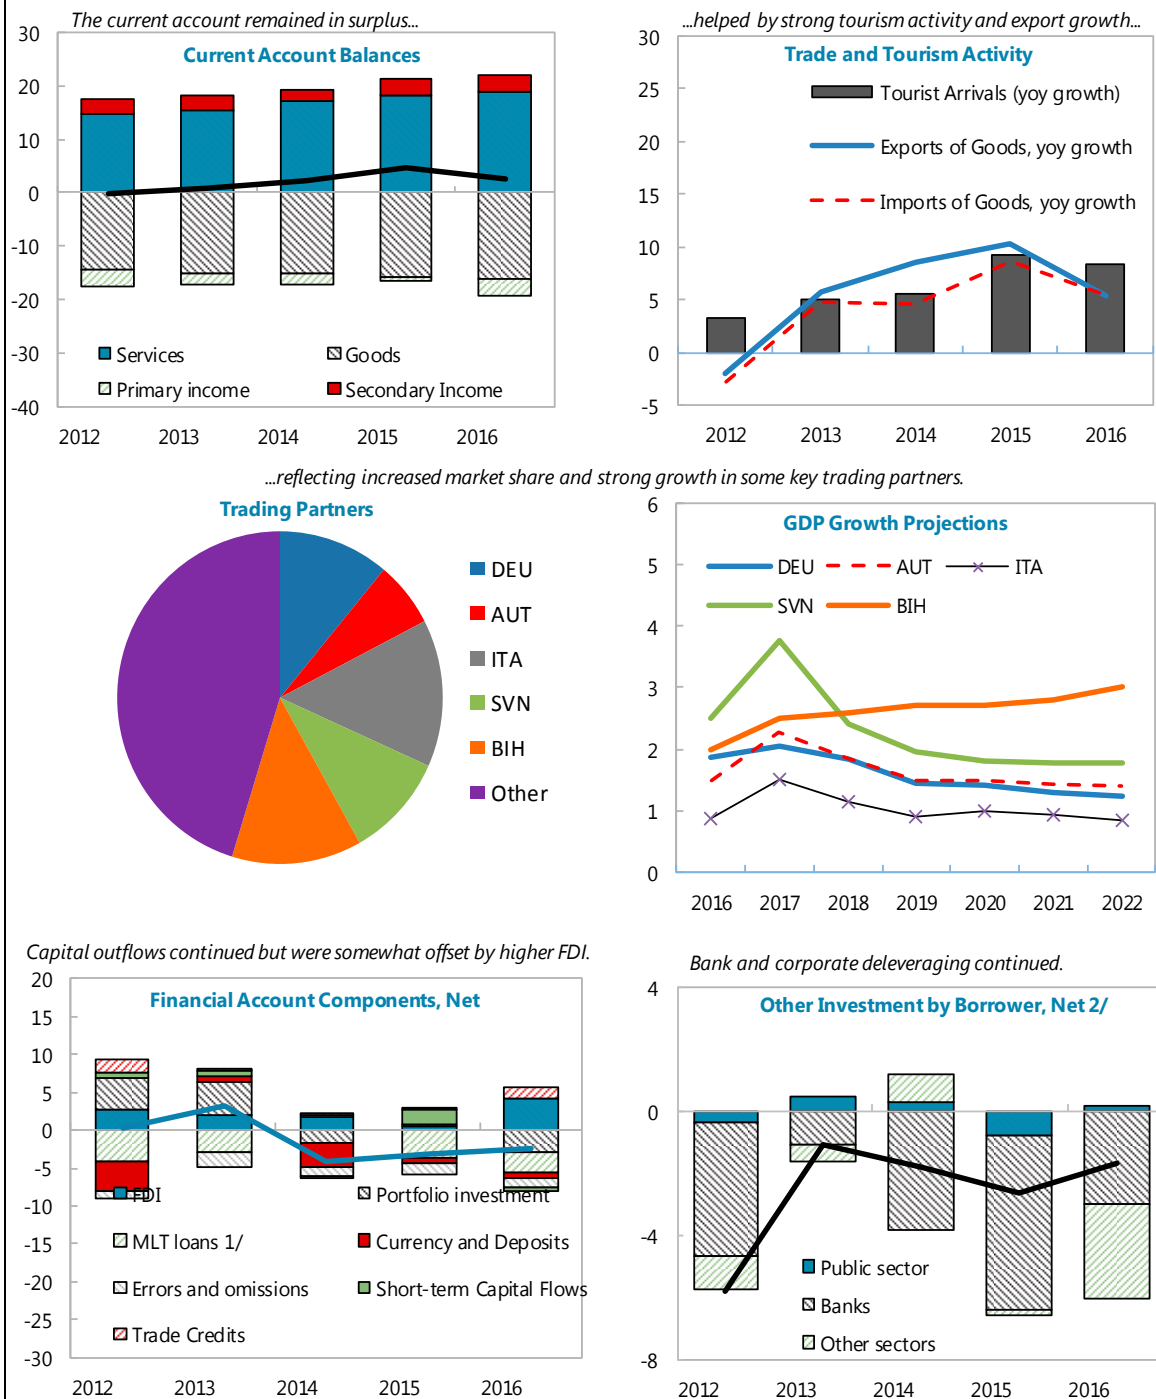 The current account remained in surplus...
Current Account Balances
30
20
10
0
-10
-20
-30
-40
Services
Goods
Primary income
Secondary Income
2012 2013 2014 2015 2016
...helped by strong tourism activity and export growth...
Trade and Tourism Activity
30
25
20
15
10
5
0
-5
Tourist Arrivals (yoy growth)
Exports of Goods, yoy growth
Imports of Goods, yoy growth
2012 2013 2014 2015 2016
...reflecting increased market share and strong growth in some key trading partners.
Trading Partners
DEU
AUT
ITA
SVN
BIH
Other
GDP Growth Projections
6
5
4
3
2
1
0
DEU AUT ITA
SVN BIH
2016 2017 2018 2019 2020 2021 2022
Capital outflows continued but were somewhat offset by higher FDI.
Financial Account Components, Net
20
15
10
5
0
-5
-10
-15
-20
-25
-30
FDI
Portfolio investment
MLT loans 1/
Currency and Deposits
Errors and omissions
Short-term Capital Flows
Trade Credits
2012 2013 2014 2015 2016
Bank and corporate deleveraging continued.
Other Investment by Borrower, Net 2/
4
0
-4
-8
Public sector
Banks
Other sectors
2012 2013 2014 2015 2016